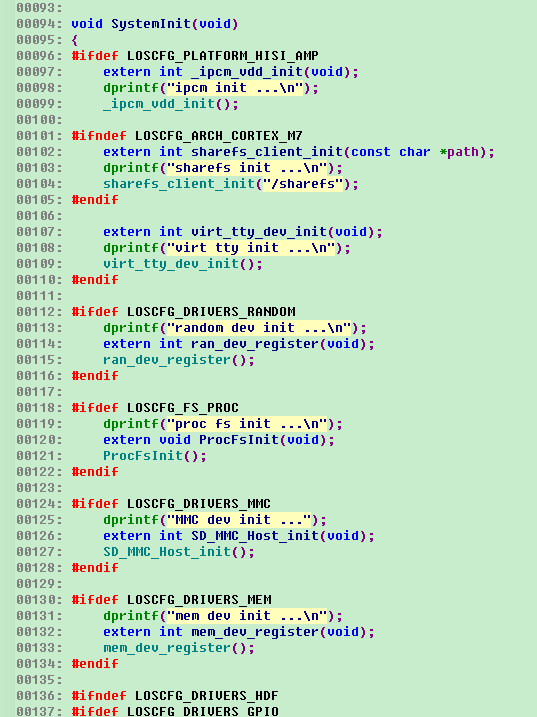 00093:
00094: void SystemInit(void)
00095: {
00096: #ifdef LOSCFG_PLATFORM_HISI_AMP
00097:     extern int _ipcm_vdd_init(void);
00098:     dprintf("ipcm init ...\n");
00099:     _ipcm_vdd_init();
00100:
00101: #ifndef LOSCFG_ARCH_CORTEX_M7
00102:     extern int sharefs_client_init(const char *path);
00103:     dprintf("sharefs init ...\n");
00104:     sharefs_client_init("/sharefs");
00105: #endif
00106:
00107:     extern int virt_tty_dev_init(void);
00108:     dprintf("virt tty init ...\n");
00109:     virt_tty_dev_init();
00110: #endif
00111:
00112: #ifdef LOSCFG_DRIVERS_RANDOM
00113:     dprintf("random dev init ...\n");
00114:     extern int ran_dev_register(void);
00115:     ran_dev_register();
00116: #endif
00117:
00118: #ifdef LOSCFG_FS_PROC
00119:     dprintf("proc fs init ...\n");
00120:     extern void ProcFsInit(void);
00121:     ProcFsInit();
00122: #endif
00123:
00124: #ifdef LOSCFG_DRIVERS_MMC
00125:     dprintf("MMC dev init ...");
00126:     extern int SD_MMC_Host_init(void);
00127:     SD_MMC_Host_init();
00128: #endif
00129:
00130: #ifdef LOSCFG_DRIVERS_MEM
00131:     dprintf("mem dev init ...\n");
00132:     extern int mem_dev_register(void);
00133:     mem_dev_register();
00134: #endif
00135:
00136: #ifndef LOSCFG_DRIVERS_HDF
00137: #ifdef LOSCFG_DRIVERS_GPIO